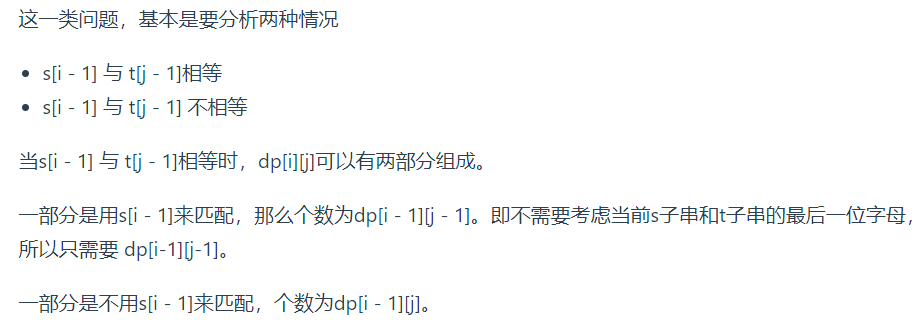 这一类问题，基本是要分析两种情况
• s[i - 1] 与 t[j - 1]相等
• s[i - 1] 与 t[j - 1] 不相等
当s[i - 1] 与 t[j - 1]相等时，dp[i][j]可以有两部分组成。
一部分是用s[i - 1]来匹配，那么个数为dp[i - 1][j - 1]。即不需要考虑当前s子串和t子串的最后一位字母，
所以只需要 dp[i-1][j-1]。
一部分是不用s[i - 1]来匹配，个数为dp[i - 1][j]。